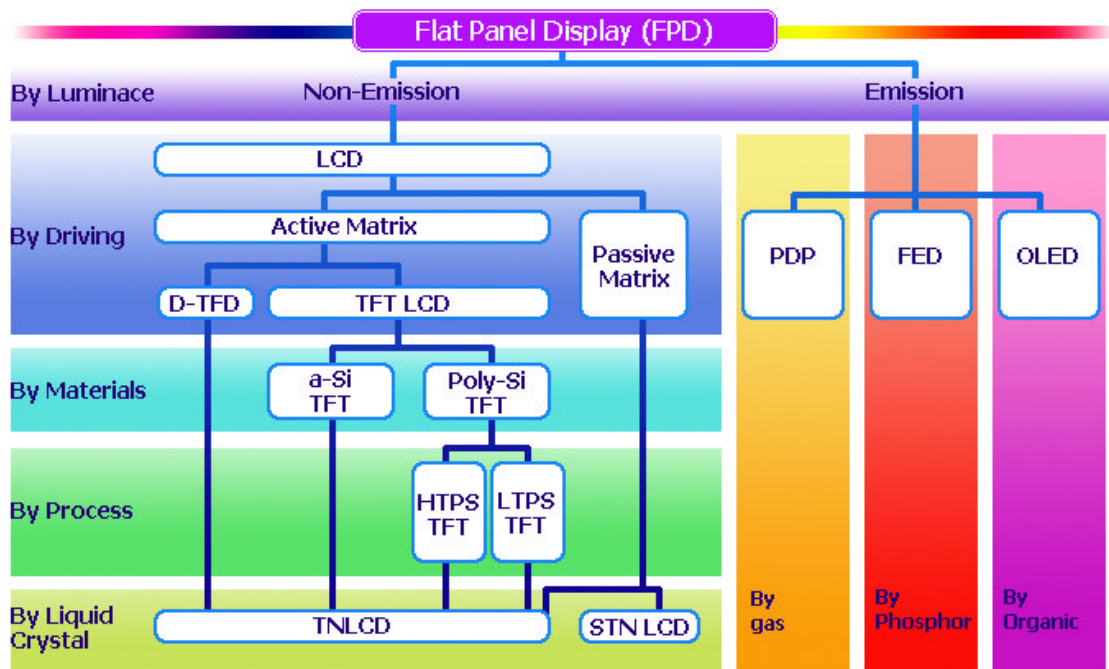 Flat Panel Display (FPD)
By Luminace
Non-Emission
Emission
LCD
By Driving
Active Matrix
Passive
Matrix
D-TFD
TFT LCD
PDP
FED
OLED
By Materials
a-Si
TFT
Poly-Si
TFT
By Process
HTPS
TFT
LTPS
TFT
By Liquid
Crystal
TNLCD
STN LCD
By
gas
By
Phosphor
By
Organic